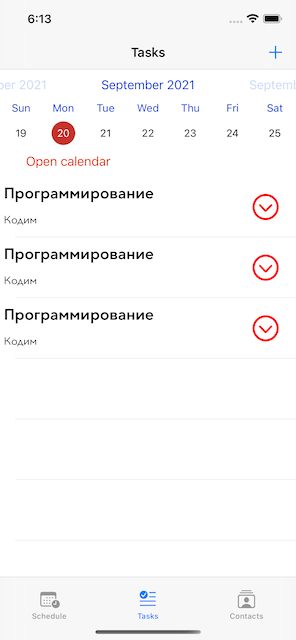 6:13
Tasks
ber 2021 September 2021 Septemb
Sun Mon Tue Wed Thu Fri Sat
19 20 21 22 23 24 25
Open calendar
Программирование
Кодим
Программирование
Кодим
Программирование
Кодим
Schedule Tasks Contacts